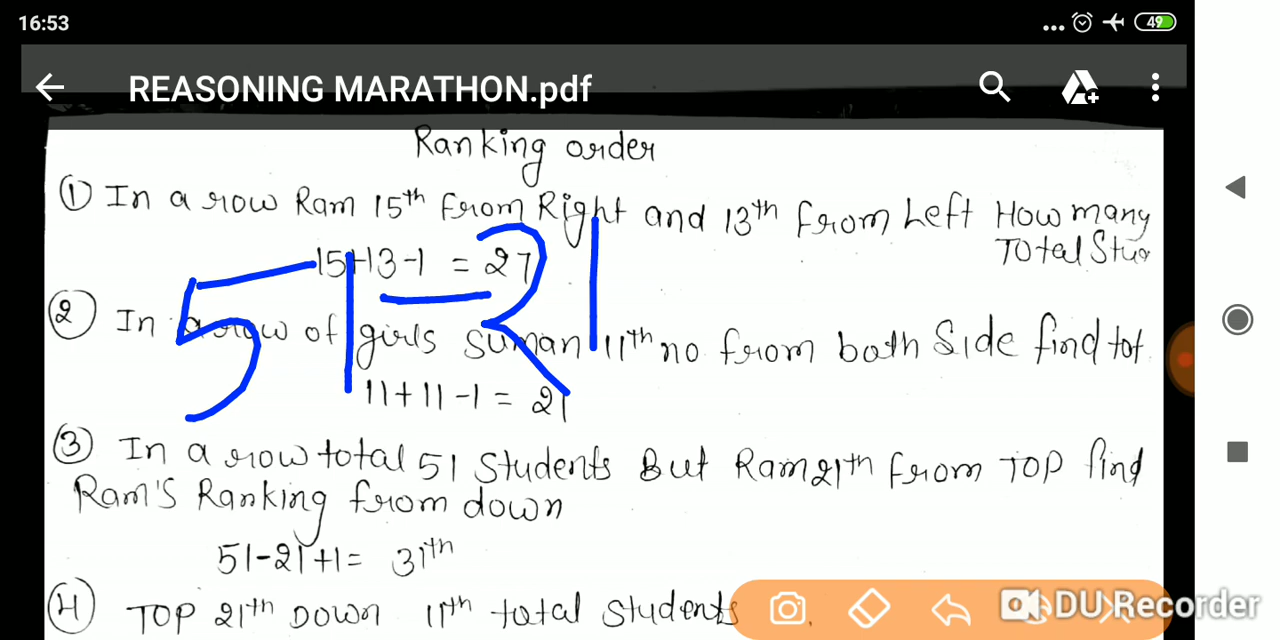 16:53
49
REASONING MARATHON.pdf
Ranking order
① In a row Ram 15th From Right and 13th From Left How many
Total Stu
15+13-1 = 27
51-21
② In a row of girls Suman 11th no from both Side find tot
11+11-1 = 21
③ In a row total 51 Students But Ram 21th From TOP find
Ram's Ranking from down
51-21+1= 31th
④ TOP 21th Down 11th total Students
DU Recorder